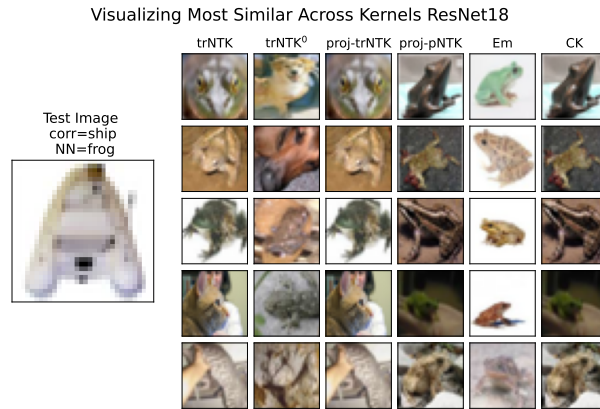 Visualizing Most Similar Across Kernels ResNet18
trNTK trNTK⁰ proj-trNTK proj-pNTK Em CK
Test Image
corr=ship
NN=frog